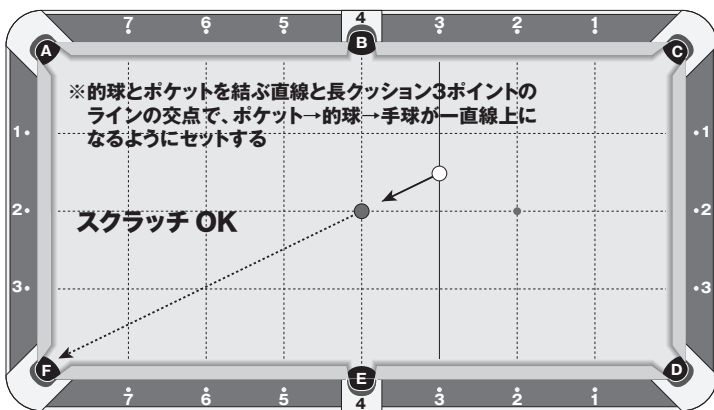 7 6 5 4 3 2 1
A B C
※的球とポケットを結ぶ直線と長クッション3ポイントの
ラインの交点で、ポケット→的球→手球が一直線上に
なるようにセットする
1 1
スクラッチ OK
2 2
3 3
F E D
7 6 5 4 3 2 1